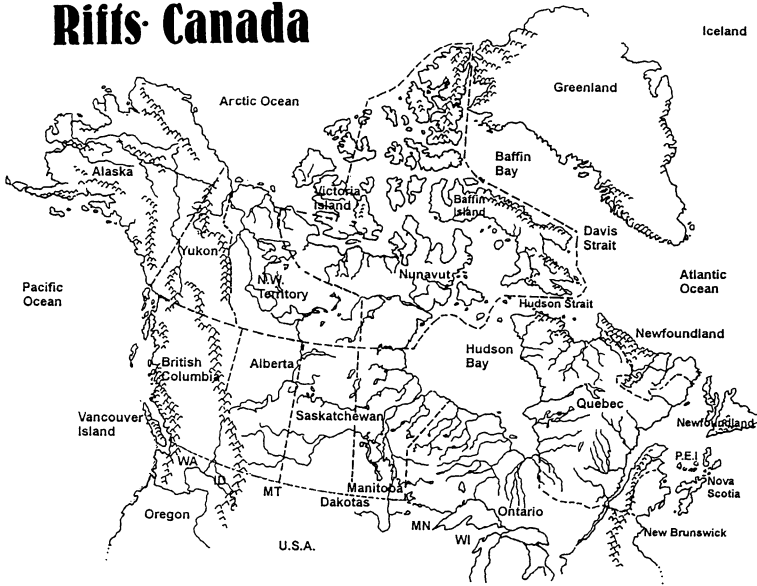 Rifts Canada
Iceland
Greenland
Arctic Ocean
Baffin
Bay
Alaska
Victoria
Island
Baffin
Island
Davis
Strait
Yukon
Nunavut
N.W.
Territory
Pacific
Ocean
Atlantic
Ocean
Hudson Strait
Newfoundland
Hudson
Bay
British
Columbia
Alberta
Quebec
Saskatchewan
Vancouver
Island
Newfoundland
P.E.I
WA
ID
MT
Manitoba
Dakotas
Nova
Scotia
Oregon
Ontario
MN
WI
New Brunswick
U.S.A.